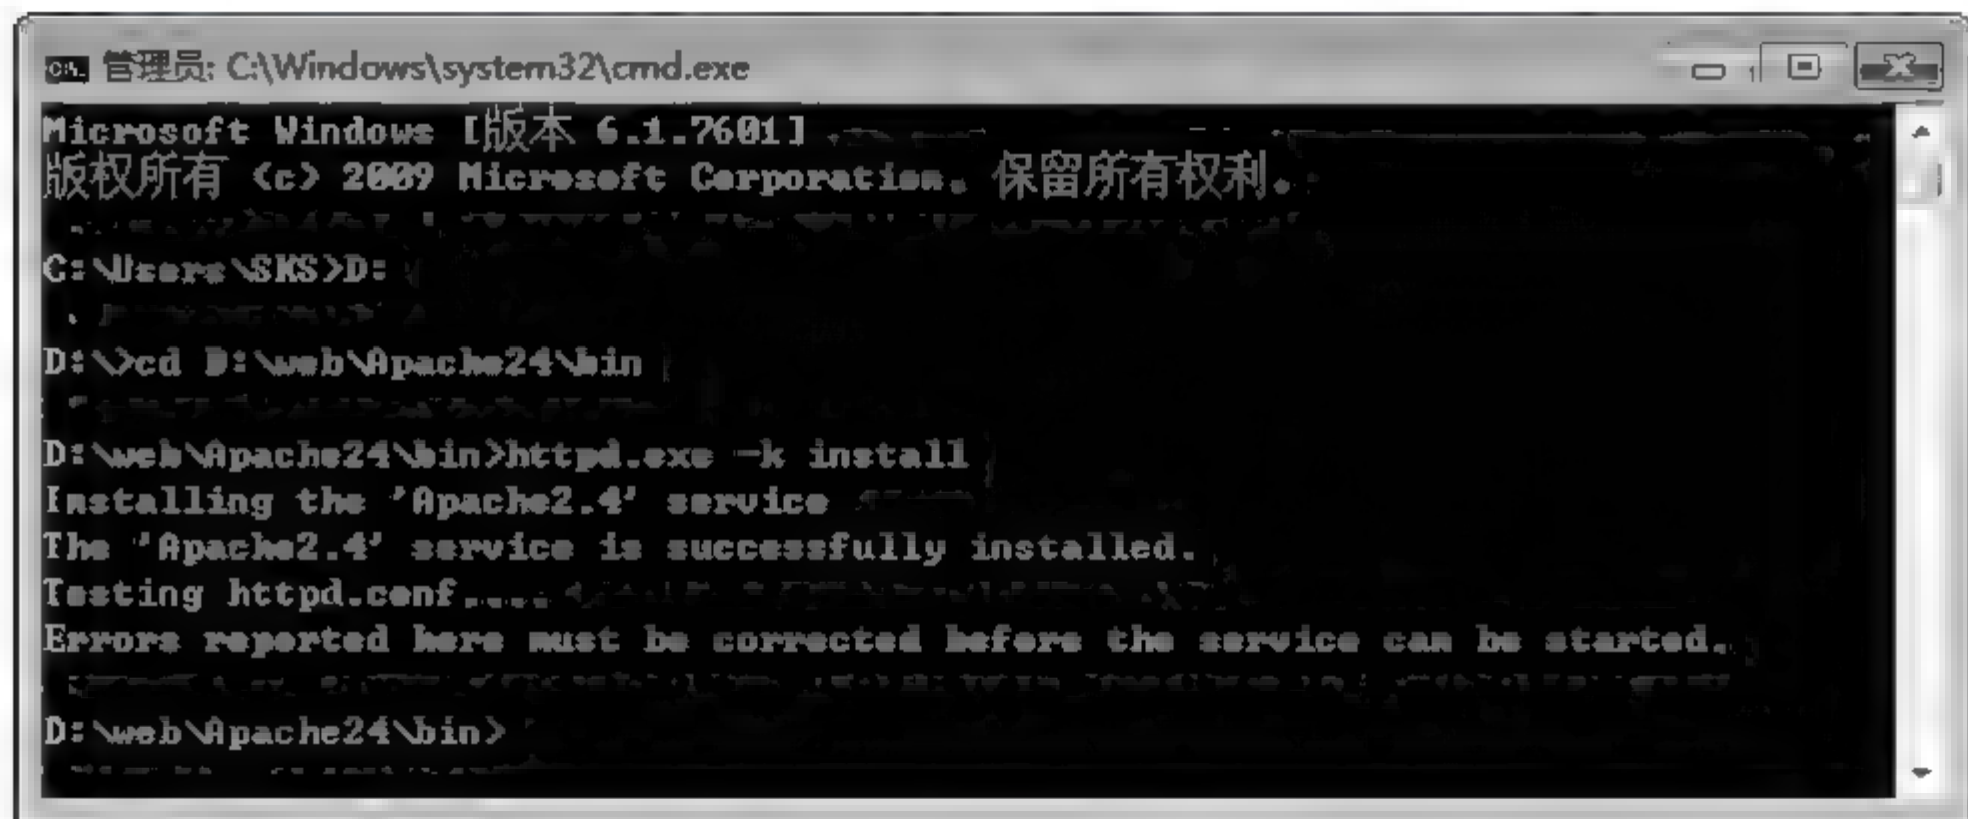 管理员: C:\Windows\system32\cmd.exe
Microsoft Windows [版本 6.1.7601]
版权所有 (c) 2009 Microsoft Corporation。保留所有权利。
C:\Users\SKS>D:
D:\>cd D:\web\Apache24\bin
D:\web\Apache24\bin>httpd.exe -k install
Installing the 'Apache2.4' service
The 'Apache2.4' service is successfully installed.
Testing httpd.conf....
Errors reported here must be corrected before the service can be started.
D:\web\Apache24\bin>